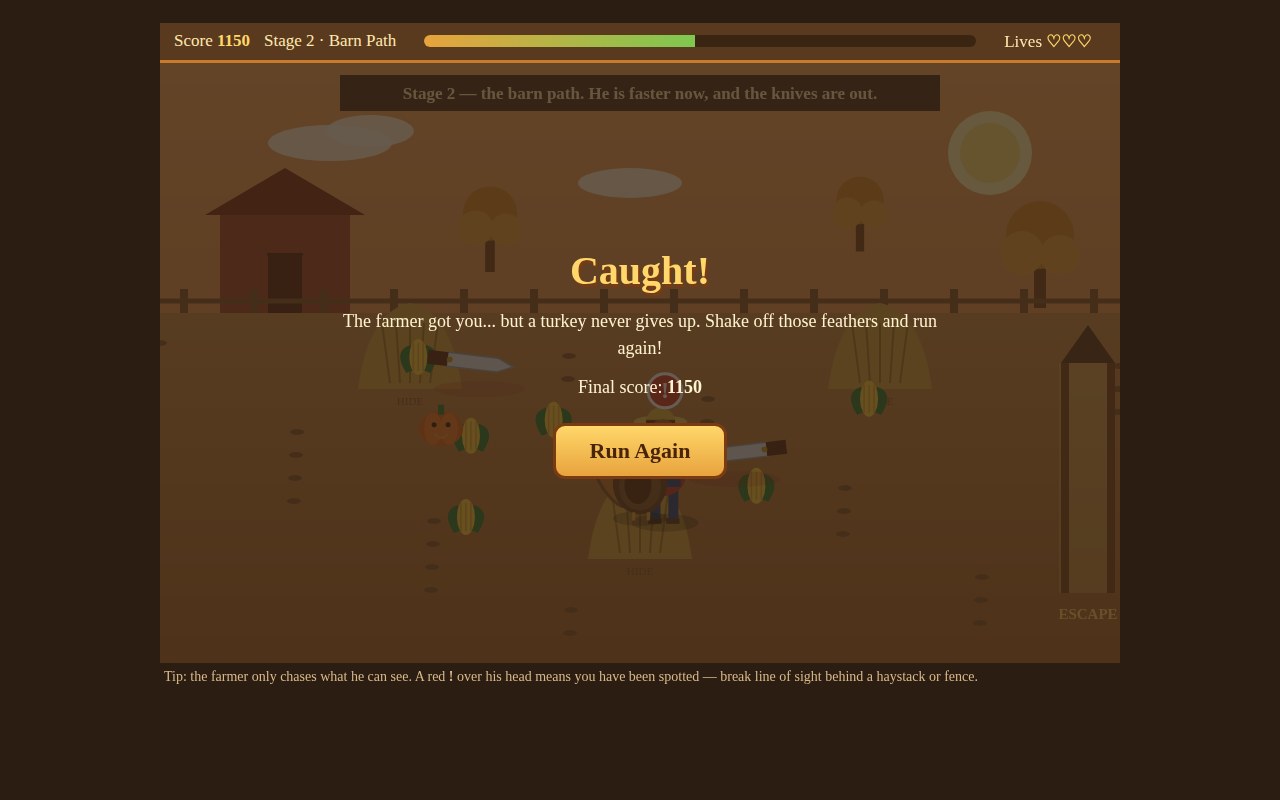 Score 1150 Stage 2 · Barn Path Lives ♡♡♡
Stage 2 — the barn path. He is faster now, and the knives are out.
Caught!
The farmer got you... but a turkey never gives up. Shake off those feathers and run
again!
Final score: 1150
HIDE
!
Run Again
HIDE
ESCAPE
Tip: the farmer only chases what he can see. A red ! over his head means you have been spotted — break line of sight behind a haystack or fence.